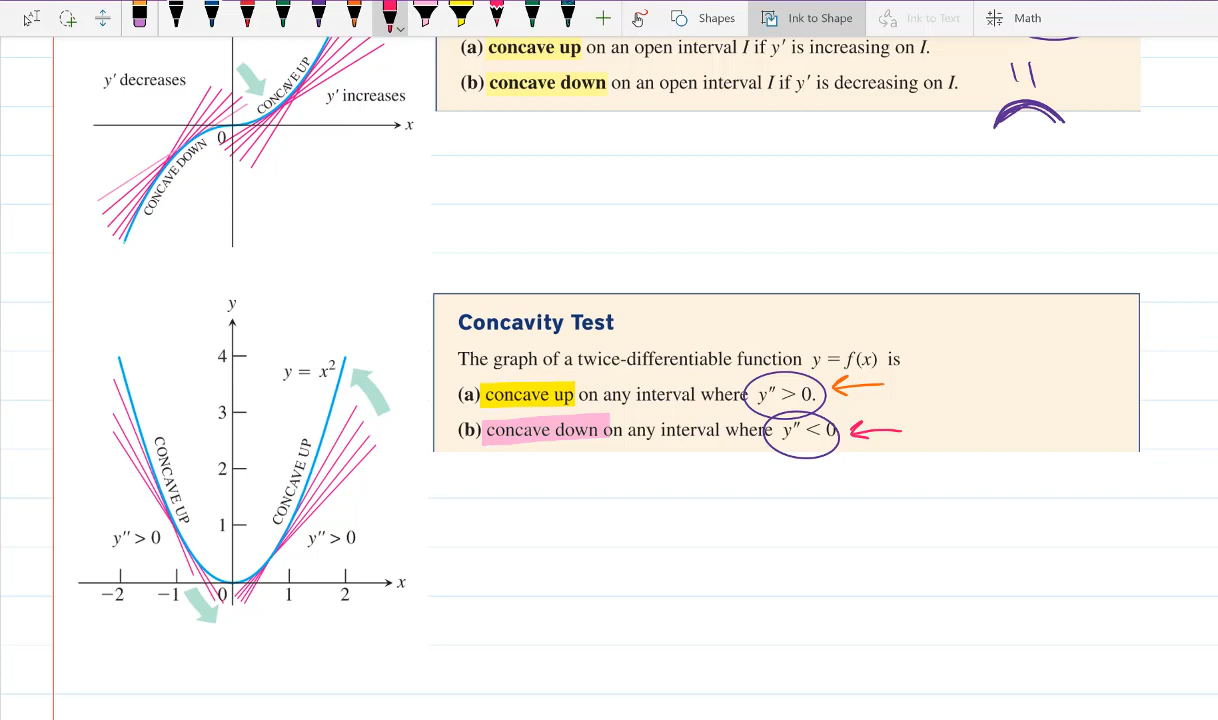 Shapes
Ink to Shape
Ink to Text
Math
y′ decreases
CONCAVE UP
y′ increases
x
0
CONCAVE DOWN
(a) concave up on an open interval I if y′ is increasing on I.
(b) concave down on an open interval I if y′ is decreasing on I.
y
4
y = x²
3
2
1
CONCAVE UP
CONCAVE UP
y″ > 0
y″ > 0
x
−2 −1 0 1 2
Concavity Test
The graph of a twice-differentiable function y = f(x) is
(a) concave up on any interval where y″ > 0.
(b) concave down on any interval where y″ < 0